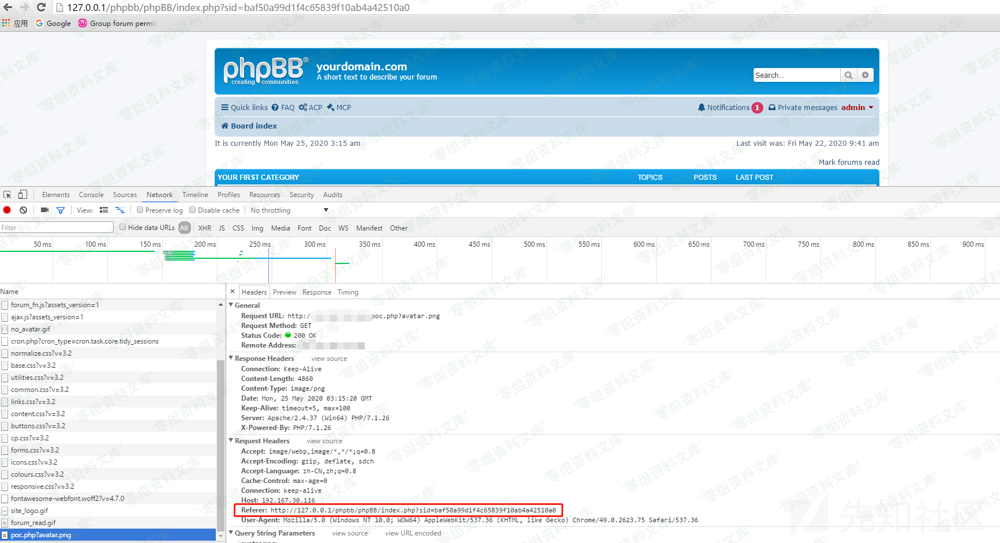 127.0.0.1/phpbb/phpBB/index.php?sid=baf50a99d1f4c65839f10ab4a42510a0
应用 Google Group forum permis
phpBB®
creating communities
yourdomain.com
A short text to describe your forum
Search…
Quick links FAQ ACP MCP
Notifications 1 Private messages admin
Board index
It is currently Mon May 25, 2020 3:15 am
Last visit was: Fri May 22, 2020 9:41 am
Mark forums read
YOUR FIRST CATEGORY TOPICS POSTS LAST POST
Elements Console Sources Network Timeline Profiles Resources Security Audits
View: Preserve log Disable cache No throttling
Filter Hide data URLs All XHR JS CSS Img Media Font Doc WS Manifest Other
50 ms 100 ms 150 ms 200 ms 250 ms 300 ms 350 ms 400 ms 450 ms 500 ms 550 ms 600 ms 650 ms 700 ms 750 ms 800 ms 850 ms 900 ms
Name
forum_fn.js?assets_version=1
ajax.js?assets_version=1
no_avatar.gif
cron.php?cron_type=cron.task.core.tidy_sessions
normalize.css?v=3.2
base.css?v=3.2
utilities.css?v=3.2
common.css?v=3.2
links.css?v=3.2
content.css?v=3.2
buttons.css?v=3.2
cp.css?v=3.2
forms.css?v=3.2
icons.css?v=3.2
colours.css?v=3.2
responsive.css?v=3.2
fontawesome-webfont.woff2?v=4.7.0
site_logo.gif
forum_read.gif
poc.php?avatar.png
× Headers Preview Response Timing
General
Request URL: http:/ poc.php?avatar.png
Request Method: GET
Status Code: 200 OK
Remote Address:
Response Headers view source
Connection: Keep-Alive
Content-Length: 4860
Content-Type: image/png
Date: Mon, 25 May 2020 03:15:20 GMT
Keep-Alive: timeout=5, max=100
Server: Apache/2.4.37 (Win64) PHP/7.1.26
X-Powered-By: PHP/7.1.26
Request Headers view source
Accept: image/webp,image/*,*/*;q=0.8
Accept-Encoding: gzip, deflate, sdch
Accept-Language: zh-CN,zh;q=0.8
Cache-Control: max-age=0
Connection: keep-alive
Host: 192.167.30.116
Referer: http://127.0.0.1/phpbb/phpBB/index.php?sid=baf50a99d1f4c65839f10ab4a42510a0
User-Agent: Mozilla/5.0 (Windows NT 10.0; WOW64) AppleWebKit/537.36 (KHTML, like Gecko) Chrome/49.0.2623.75 Safari/537.36
Query String Parameters view source view URL encoded
先知社区
'零组资料文库'